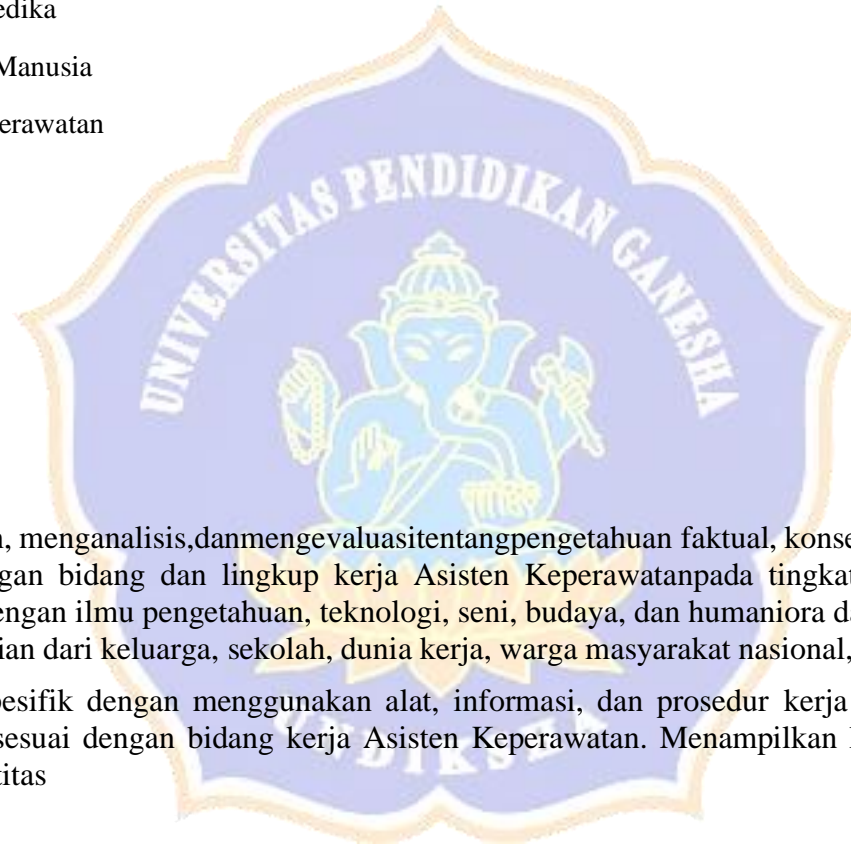 edika
Manusia
erawatan
UNIVERSITAS PENDIDIKAN GANESHA
n, menganalisis,danmengevaluasitentangpengetahuan faktual, konse
gan bidang dan lingkup kerja Asisten Keperawatanpada tingkat
engan ilmu pengetahuan, teknologi, seni, budaya, dan humaniora da
ian dari keluarga, sekolah, dunia kerja, warga masyarakat nasional,
pesifik dengan menggunakan alat, informasi, dan prosedur kerja
sesuai dengan bidang kerja Asisten Keperawatan. Menampilkan
titas
UNDIKSHA